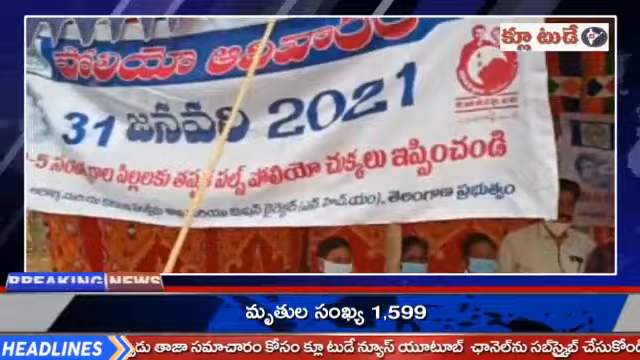 క్లూ టుడే
పోలియో ఆదివారం
31 జనవరి 2021
-5 సంవత్సరాల పిల్లలకు తప్పక పల్స్ పోలియో చుక్కలు ఇప్పించండి
తెలంగాణ ప్రభుత్వం
BREAKING NEWS
మృతుల సంఖ్య 1,599
HEADLINES ప్పుడు తాజా సమాచారం కోసం క్లూ టుడే న్యూస్ యూటూబ్ ఛానెల్‌ను సబ్‌స్క్రైబ్ చేసుకోం